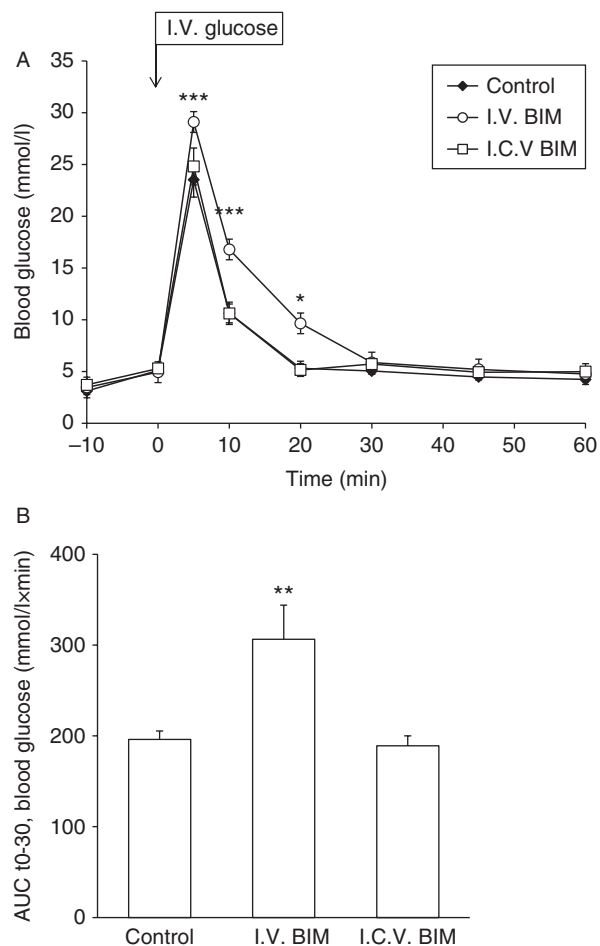 I.V. glucose
A
Control
I.V. BIM
I.C.V BIM
***
***
*
35
30
25
20
15
10
5
0
Blood glucose (mmol/l)
−10 0 10 20 30 40 50 60
Time (min)
B
400
300
200
100
0
AUC t0-30, blood glucose (mmol/l×min)
**
Control I.V. BIM I.C.V. BIM